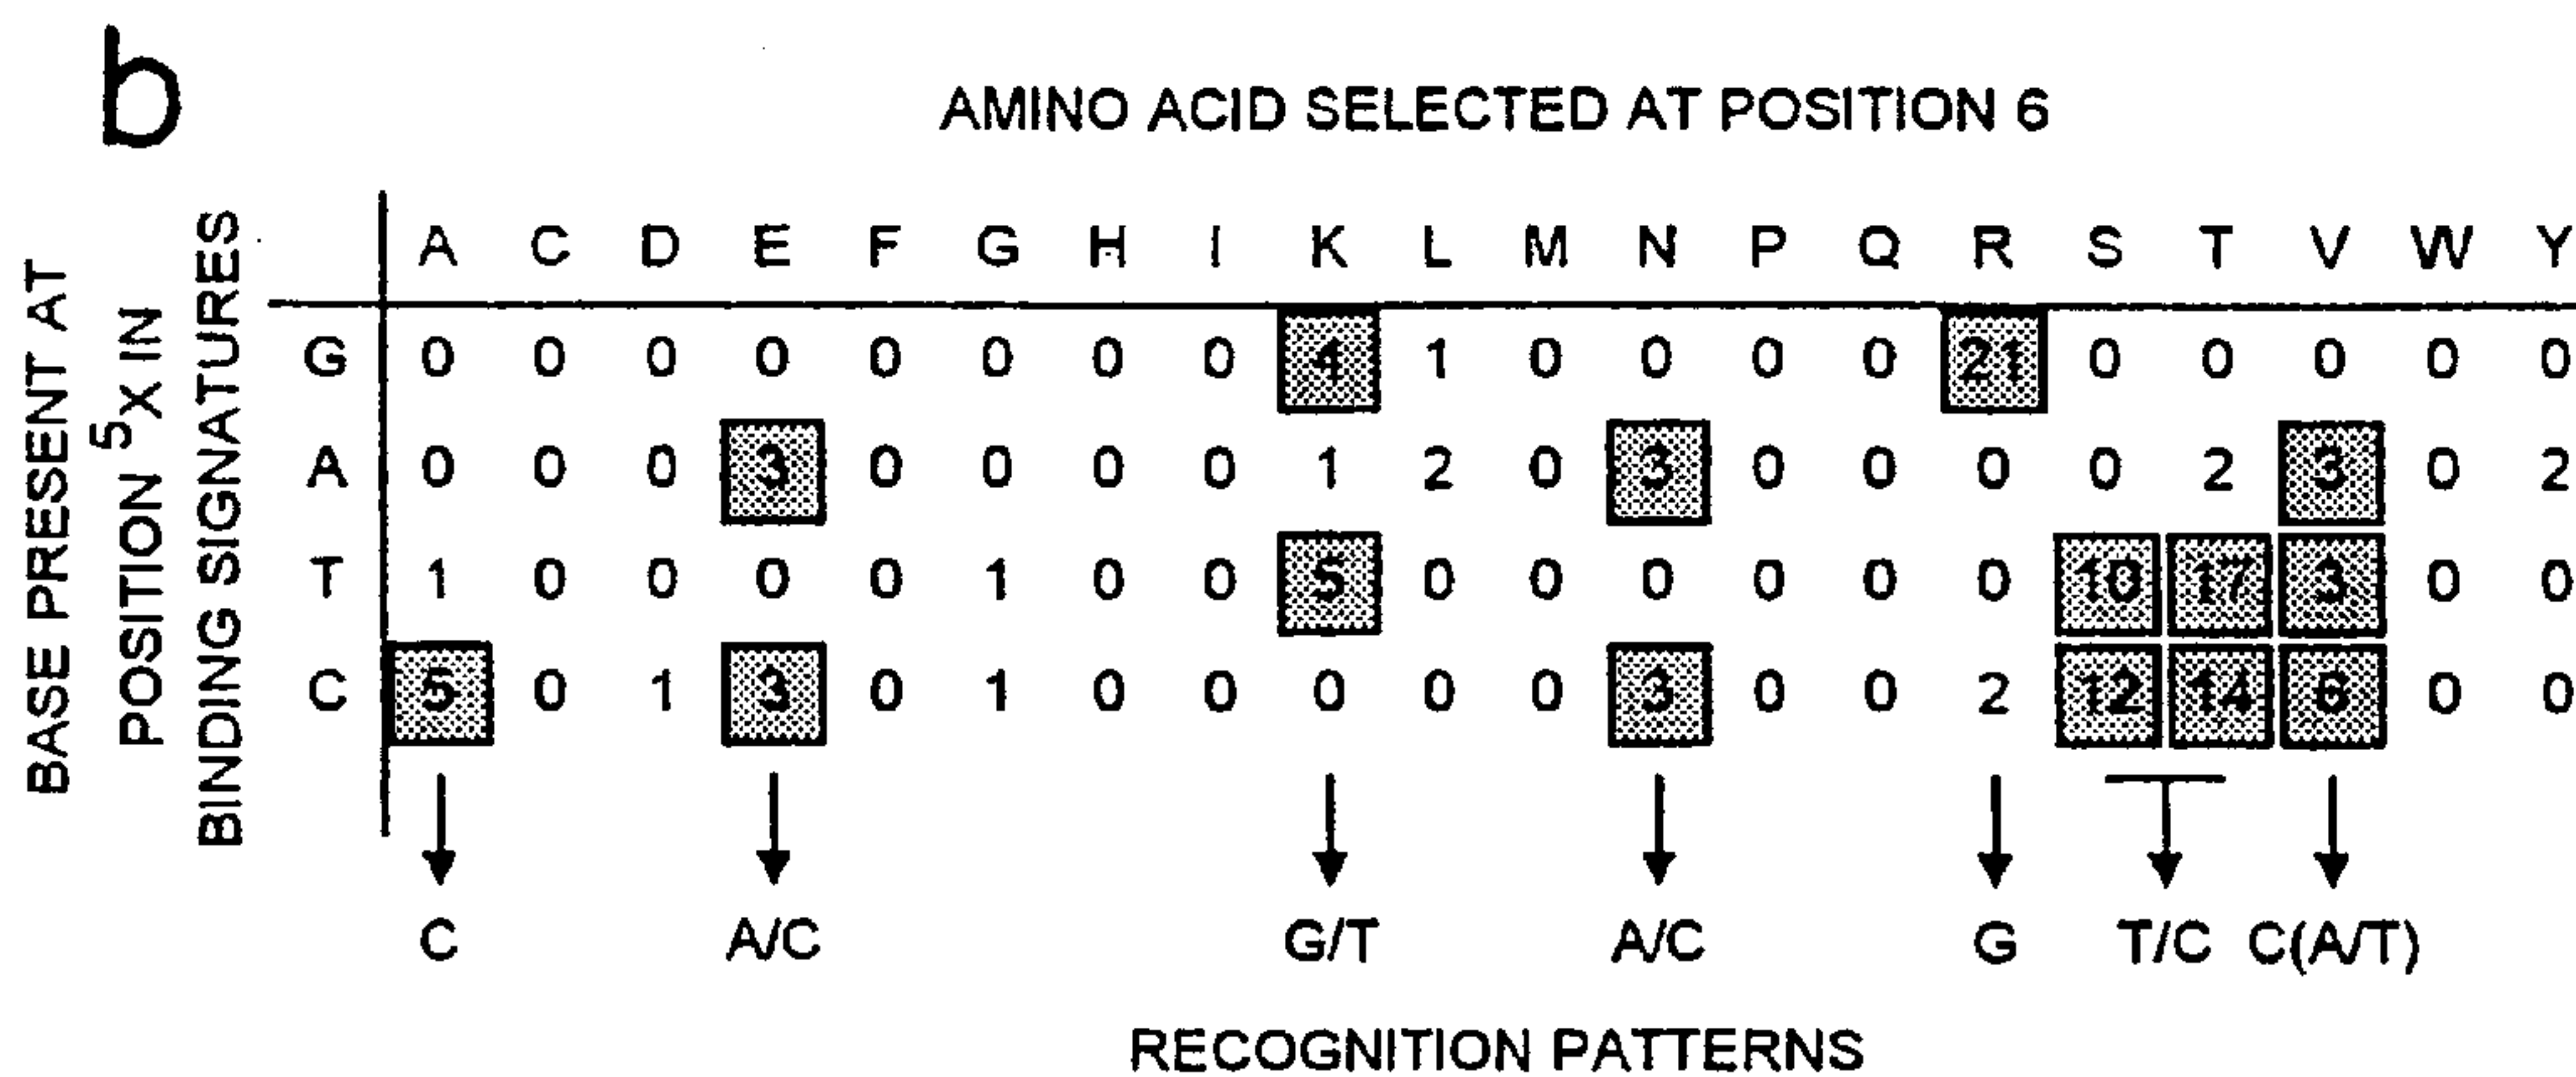 b
AMINO ACID SELECTED AT POSITION 6
BASE PRESENT AT
POSITION ⁵X IN
BINDING SIGNATURES
A C D E F G H I K L M N P Q R S T V W Y
G 0 0 0 0 0 0 0 0 4 1 0 0 0 0 21 0 0 0 0 0
A 0 0 0 3 0 0 0 0 1 2 0 3 0 0 0 0 2 3 0 2
T 1 0 0 0 0 1 0 0 5 0 0 0 0 0 0 10 17 3 0 0
C 5 0 1 3 0 1 0 0 0 0 0 3 0 0 2 12 14 6 0 0
C A/C G/T A/C G T/C C(A/T)
RECOGNITION PATTERNS